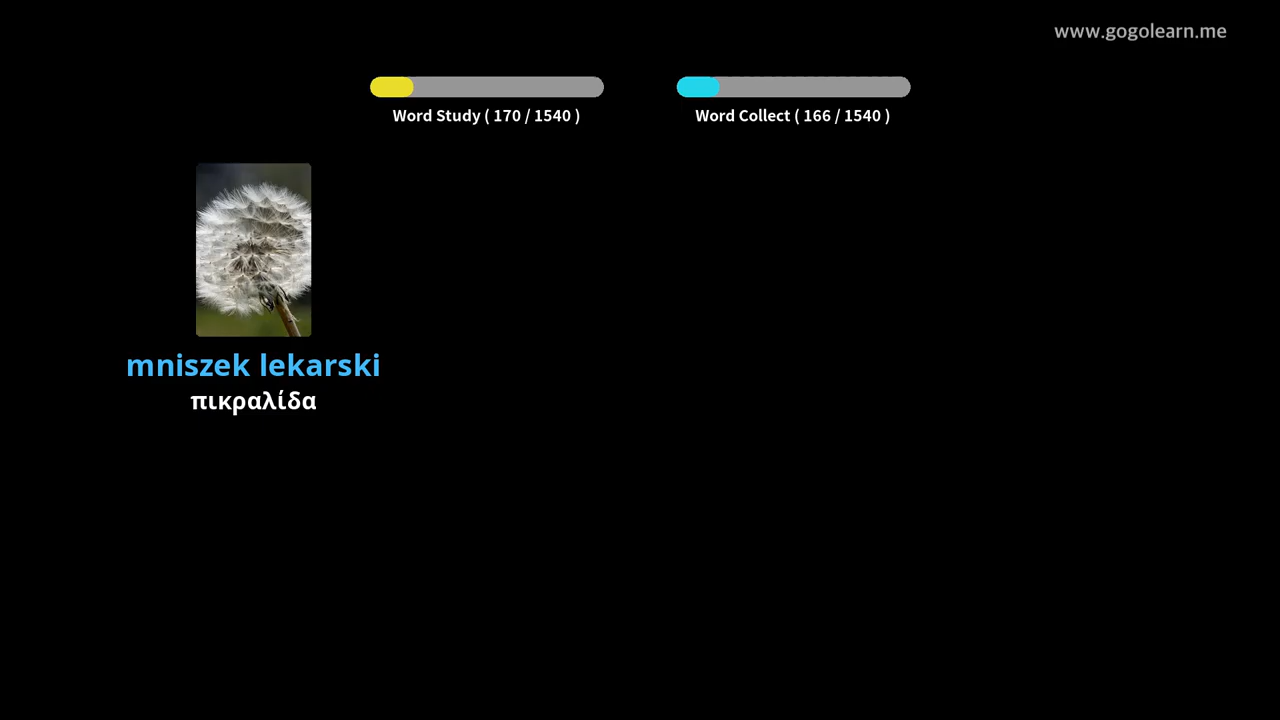 www.gogolearn.me
Word Study ( 170 / 1540 )
Word Collect ( 166 / 1540 )
mniszek lekarski
πικραλίδα